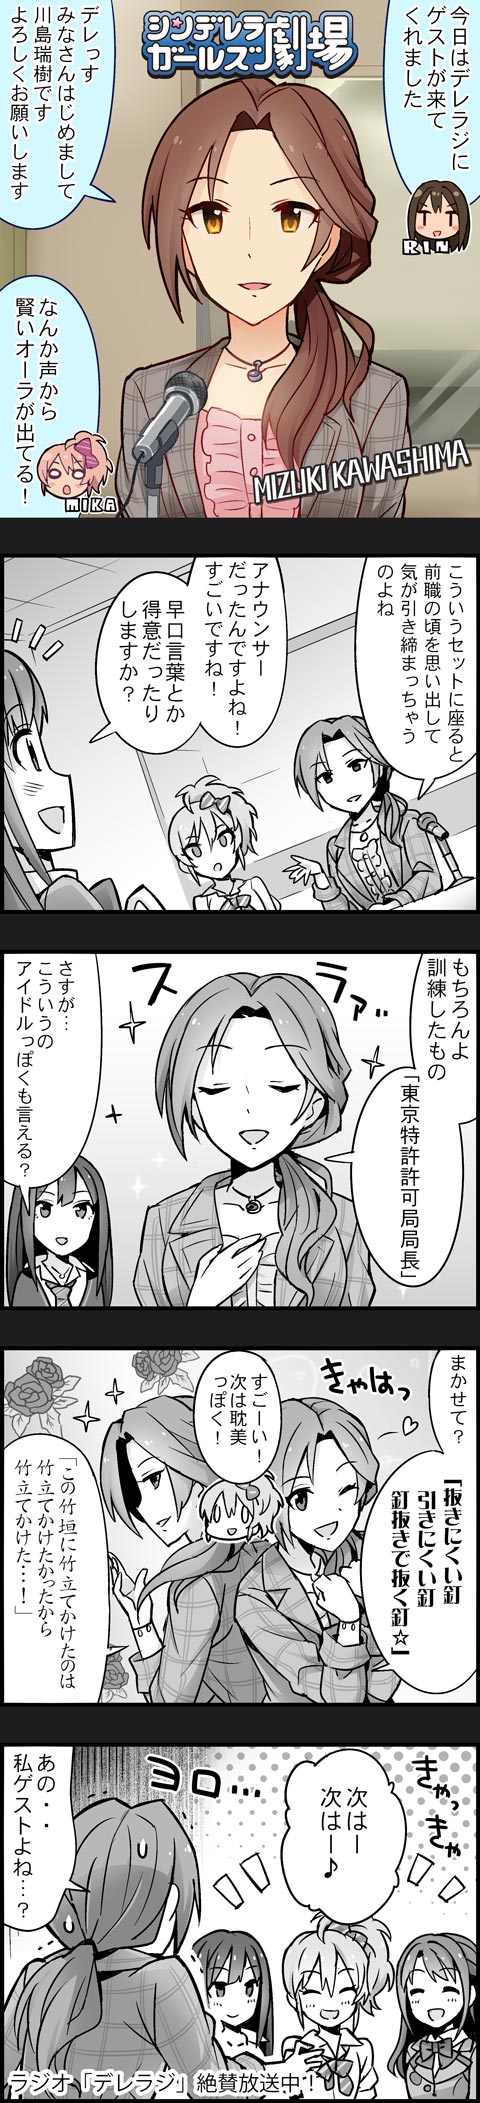 シンデレラ
ガールズ劇場
今日はデレラジに
ゲストが来て
くれました
RIN
デレっす
みなさんはじめまして
川島瑞樹です
よろしくお願いします
なんか声から
賢いオーラが出てる！
MIKA
MIZUKI KAWASHIMA
こういうセットに座ると
前職の頃を思い出して
気が引き締まっちゃう
のよね
アナウンサー
だったんですよね！
すごいですね！
早口言葉とか
得意だったり
しますか？
もちろんよ
訓練したもの
「東京特許許可局局長」
スラァ
さすが…
こういうの
アイドルっぽくも言える？
まかせて？
『抜きにくい釘
引きにくい釘
釘抜きで抜く釘☆』
きゃはっ
すごーい！
次は耽美
っぽく！
「この竹垣に竹立てかけたのは
竹立てかけたかったから
竹立てかけた…！」
きゃっきゃ
次はー
次はー♪
ヨロ…
あの・・
私ゲストよね…？
ラジオ「デレラジ」絶賛放送中！